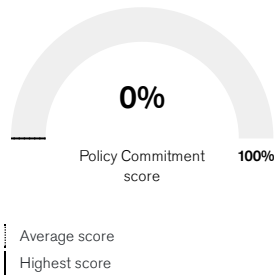 0%
Policy Commitment
score
100%
Average score
Highest score